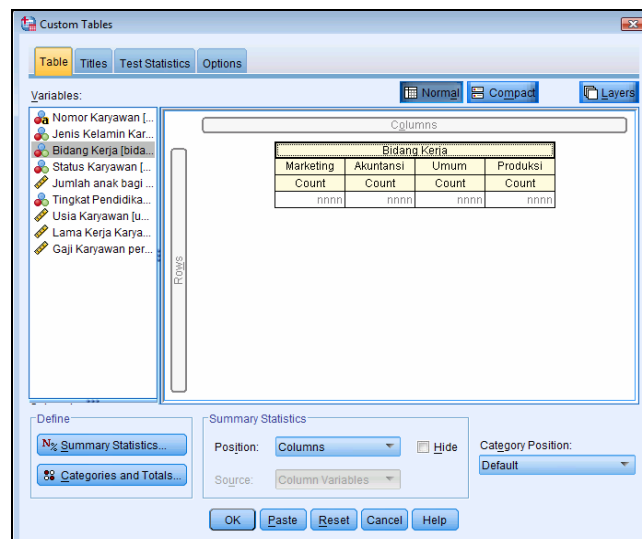 Custom Tables
Table Titles Test Statistics Options
Variables:
Normal Compact Layers
Nomor Karyawan [...
Jenis Kelamin Kar...
Bidang Kerja [bida...
Status Karyawan [...
Jumlah anak bagi ...
Tingkat Pendidika...
Usia Karyawan [u...
Lama Kerja Karya...
Gaji Karyawan per...
Columns
Rows
Bidang Kerja
Marketing Akuntansi Umum Produksi
Count Count Count Count
nnnn nnnn nnnn nnnn
Define
N% Summary Statistics...
Categories and Totals...
Summary Statistics
Position: Columns Hide
Source: Column Variables
Category Position:
Default
OK Paste Reset Cancel Help